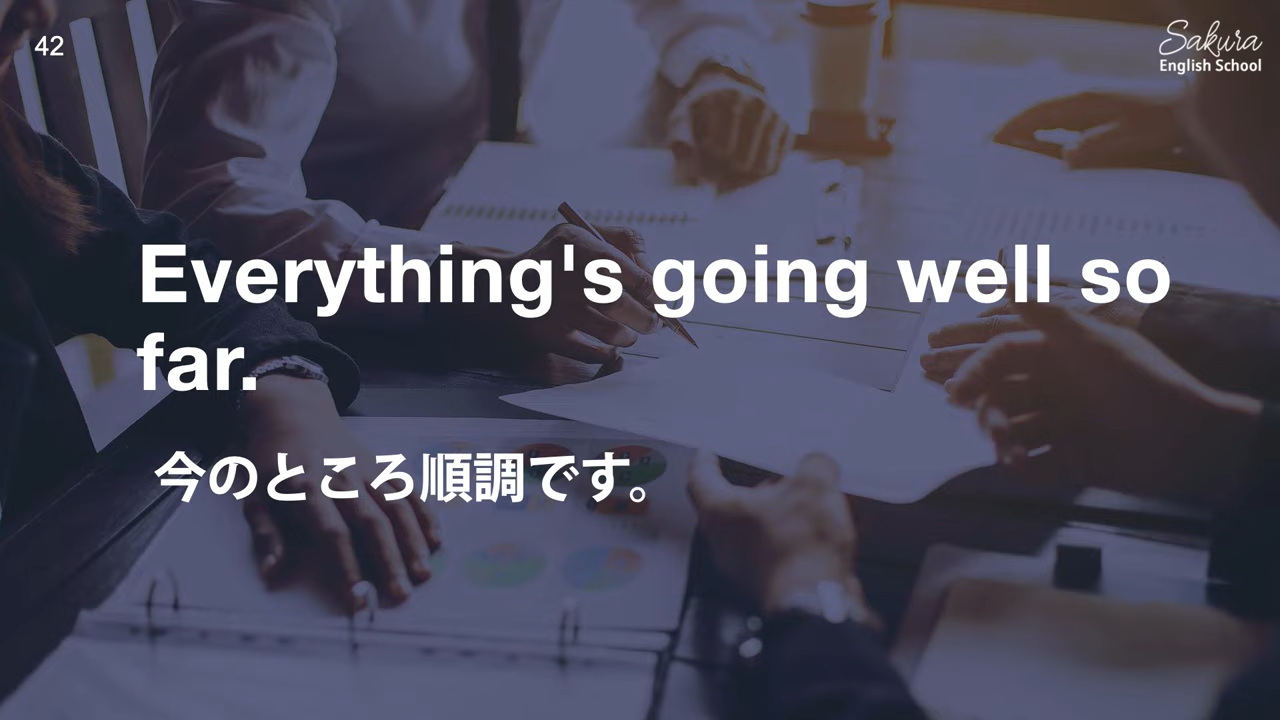 42
Sakura
English School
Everything's going well so
far.
今のところ順調です。